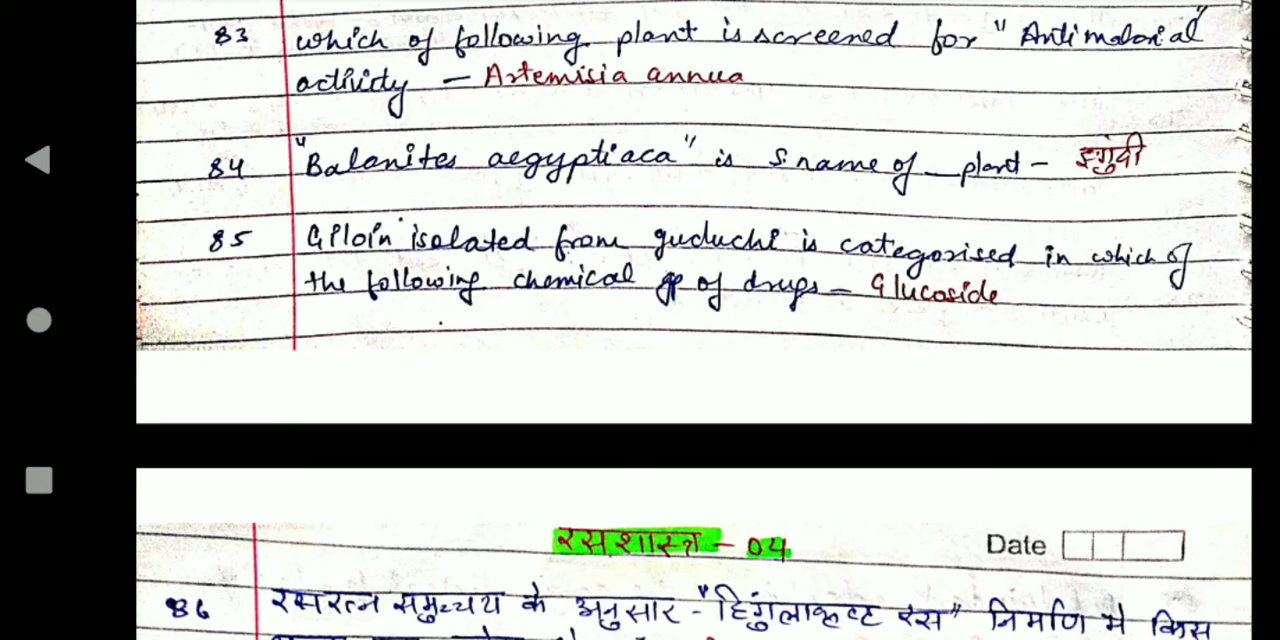 83 which of following plant is screened for "Antimalarial"
activity – Artemisia annua
84 "Balanites aegyptiaca" is S.name of plant – इगुंदी
85 Giloin isolated from guduchi is categorised in which of
the following chemical gp of drugs – Glucoside
रसशास्त्र – 04
Date
86 रसरत्न समुच्चय के अनुसार - "हिंगुलाकृष्ट रस" निर्माण मे किस